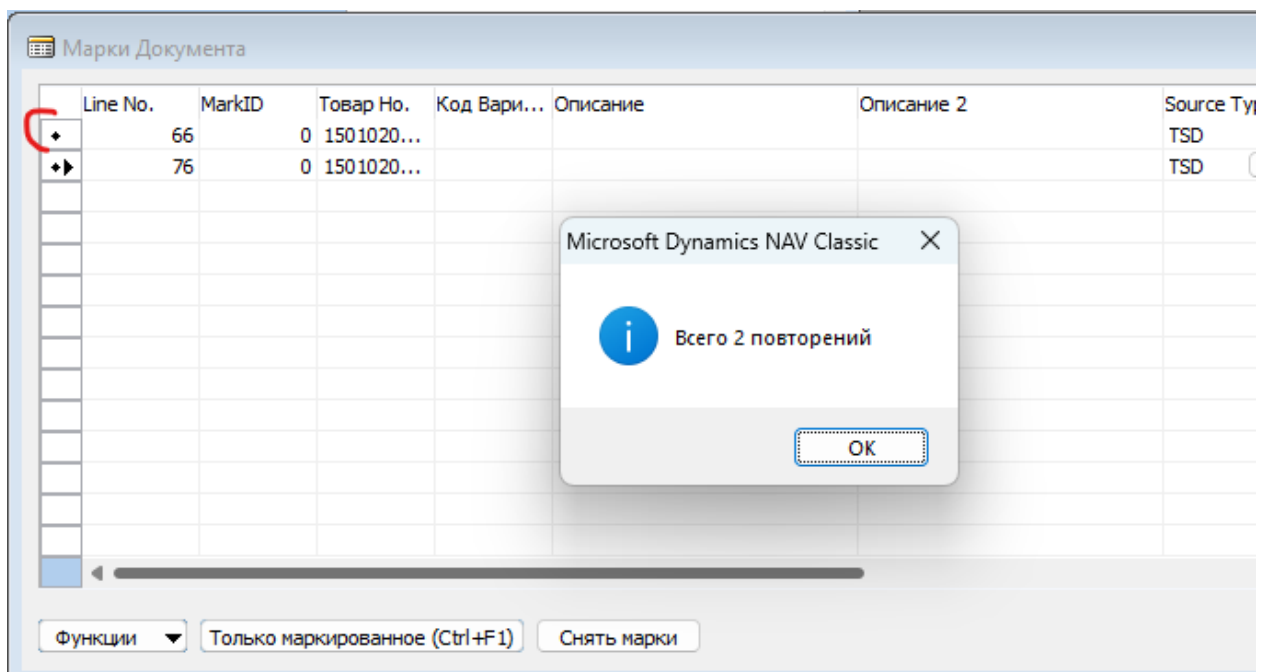 Марки Документа
Line No. MarkID Товар Но. Код Вари... Описание Описание 2 Source Ty
66 0 1501020... TSD
76 0 1501020... TSD
Microsoft Dynamics NAV Classic
Всего 2 повторений
OK
Функции Только маркированное (Ctrl+F1) Снять марки